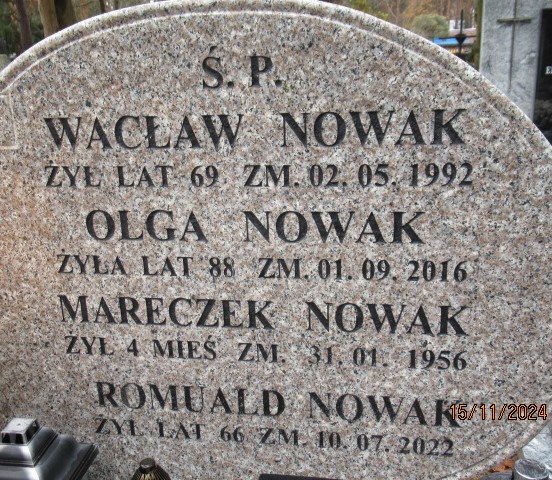 Ś. P.
WACŁAW NOWAK
ŻYŁ LAT 69 ZM. 02. 05. 1992
OLGA NOWAK
ŻYŁA LAT 88 ZM. 01. 09. 2016
MARECZEK NOWAK
ŻYŁ 4 MIEŚ ZM. 31. 01. 1956
ROMUALD NOWAK
ŻYŁ LAT 66 ZM. 10. 07. 2022
15/11/2024